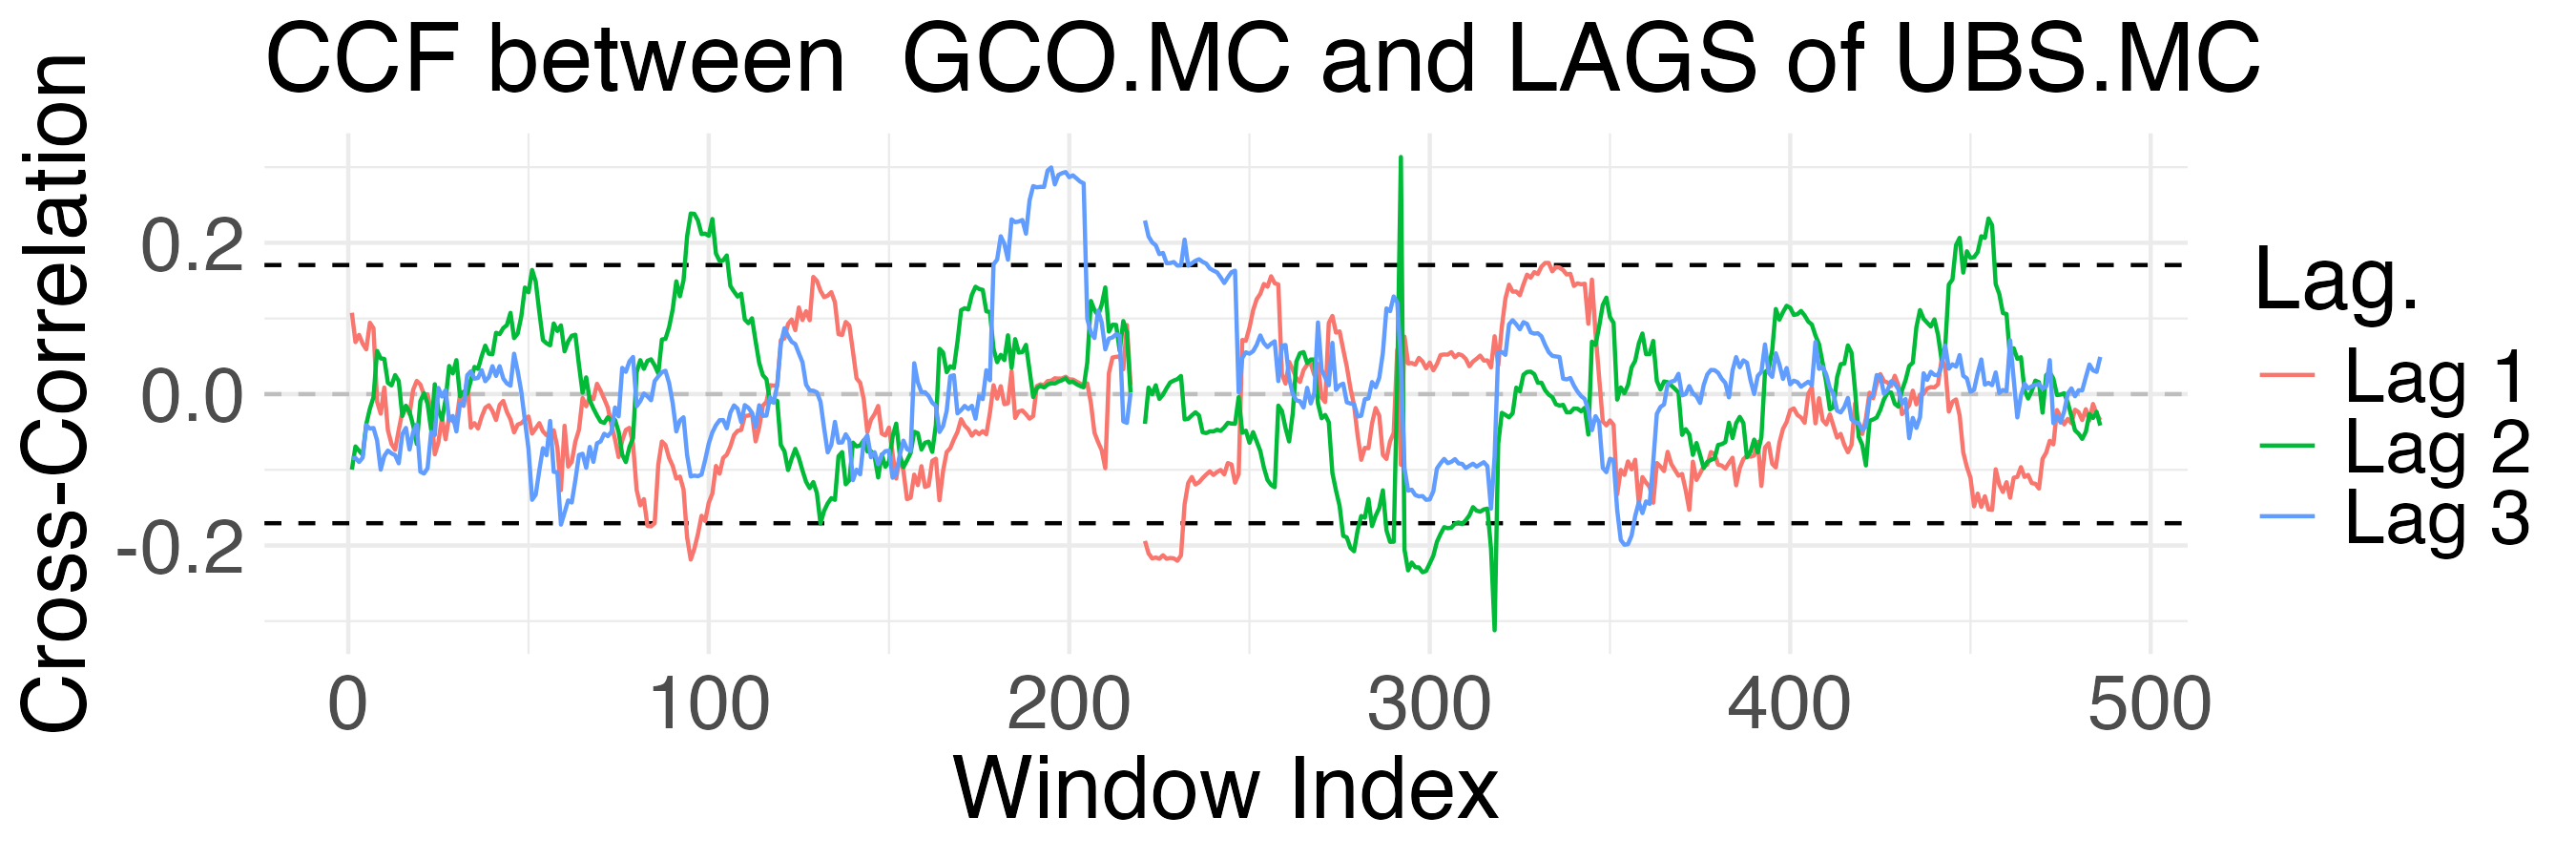 CCF between  GCO.MC and LAGS of UBS.MC
Cross-Correlation
0.2
0.0
-0.2
0 100 200 300 400 500
Window Index
Lag.
Lag 1
Lag 2
Lag 3